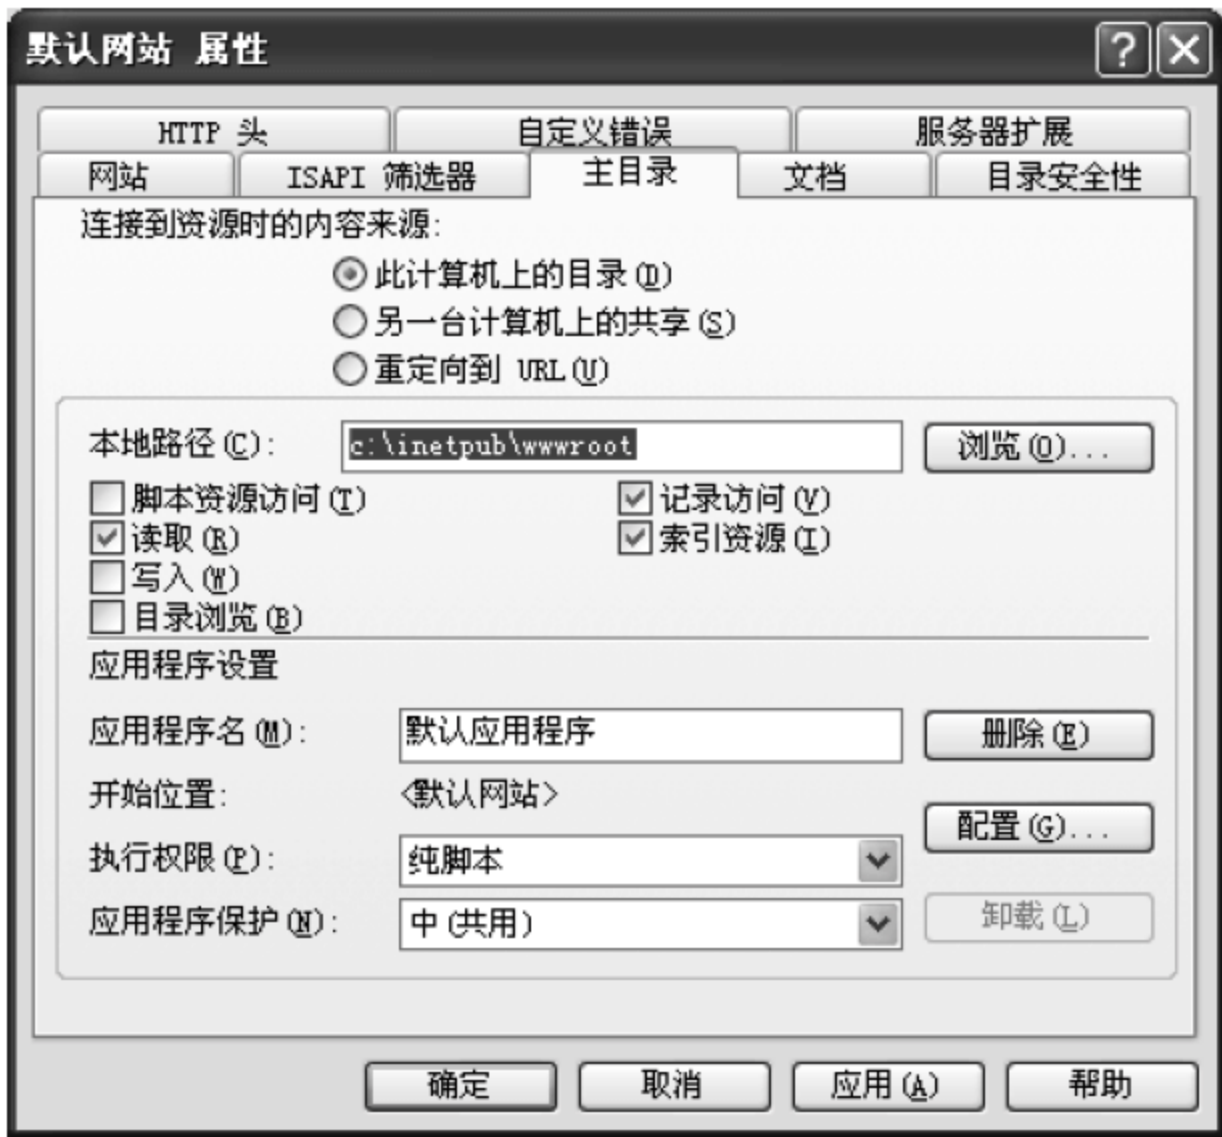 默认网站 属性
HTTP 头 自定义错误 服务器扩展
网站 ISAPI 筛选器 主目录 文档 目录安全性
连接到资源时的内容来源:
此计算机上的目录(D)
另一台计算机上的共享(S)
重定向到 URL(U)
本地路径(C): c:\inetpub\wwwroot 浏览(O)...
脚本资源访问(T) 记录访问(V)
读取(R) 索引资源(I)
写入(W)
目录浏览(B)
应用程序设置
应用程序名(M): 默认应用程序 删除(E)
开始位置: <默认网站>
配置(G)...
执行权限(P): 纯脚本
应用程序保护(N): 中(共用) 卸载(L)
确定 取消 应用(A) 帮助